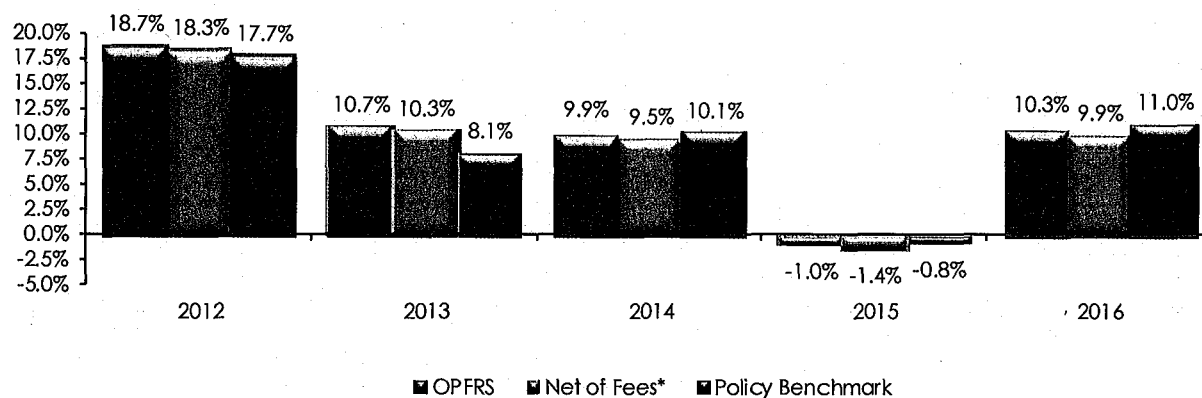 20.0%
17.5%
15.0%
12.5%
10.0%
7.5%
5.0%
2.5%
0.0%
-2.5%
-5.0%
18.7% 18.3% 17.7%
10.7% 10.3% 8.1%
9.9% 9.5% 10.1%
-1.0% -1.4% -0.8%
10.3% 9.9% 11.0%
2012 2013 2014 2015 2016
OPFRS Net of Fees* Policy Benchmark